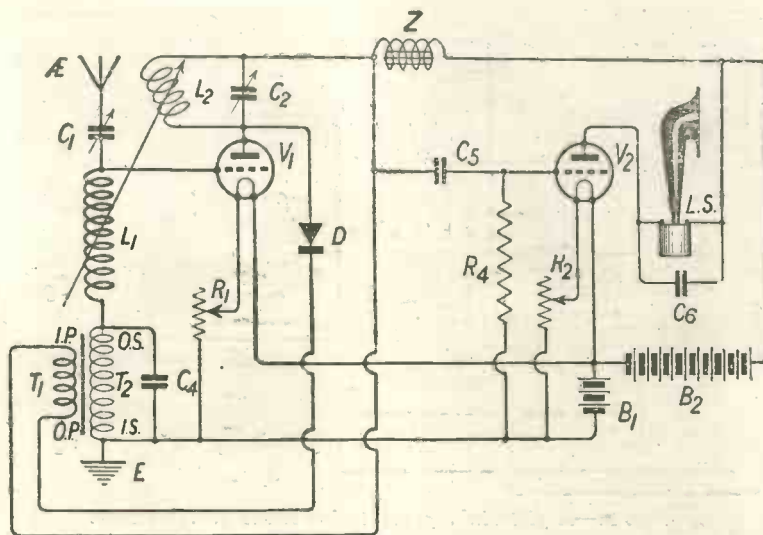 Z
Æ
L2
C2
C1
V1
C5
V2
L.S.
L1
D
R1
R4
R2
C6
I.P.
O.S.
T1
T2
C4
B2
B1
O.P.
I.S.
E